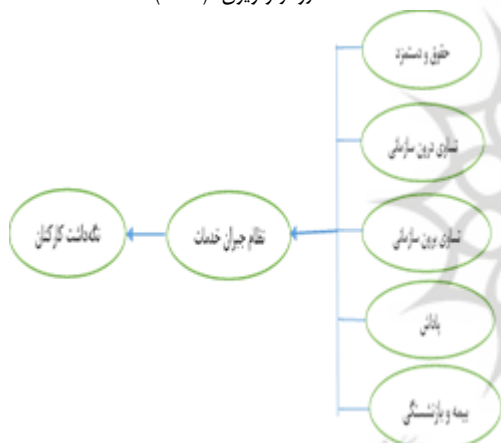 حقوق و دستمزد
تساوی درون سازمانی
تساوی برون سازمانی
نظام جبران خدمات
نگهداشت کارکنان
پاداش
بیمه و بازنشستگی